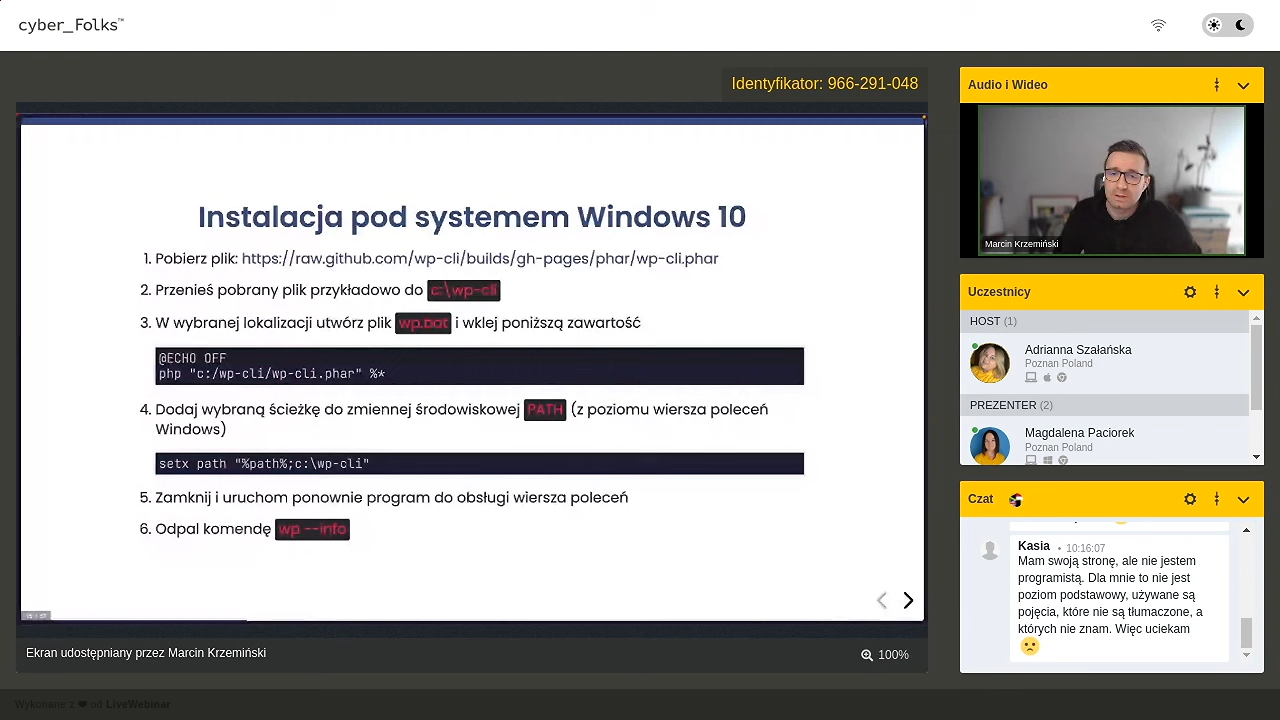 cyber_Folks™
Identyfikator: 966-291-048
Instalacja pod systemem Windows 10
1. Pobierz plik: https://raw.github.com/wp-cli/builds/gh-pages/phar/wp-cli.phar
2. Przenieś pobrany plik przykładowo do c:\wp-cli
3. W wybranej lokalizacji utwórz plik wp.bat i wklej poniższą zawartość
@ECHO OFF
php "c:/wp-cli/wp-cli.phar" %*
4. Dodaj wybraną ścieżkę do zmiennej środowiskowej PATH (z poziomu wiersza poleceń
Windows)
setx path "%path%;c:\wp-cli"
5. Zamknij i uruchom ponownie program do obsługi wiersza poleceń
6. Odpal komendę wp --info
Ekran udostępniany przez Marcin Krzemiński
100%
Audio i Wideo
Marcin Krzemiński
Uczestnicy
HOST (1)
Adrianna Szałańska
Poznan Poland
PREZENTER (2)
Magdalena Paciorek
Poznan Poland
Czat
Kasia • 10:16:07
Mam swoją stronę, ale nie jestem
programistą. Dla mnie to nie jest
poziom podstawowy, używane są
pojęcia, które nie są tłumaczone, a
których nie znam. Więc uciekam
Wykonane z ❤ od LiveWebinar